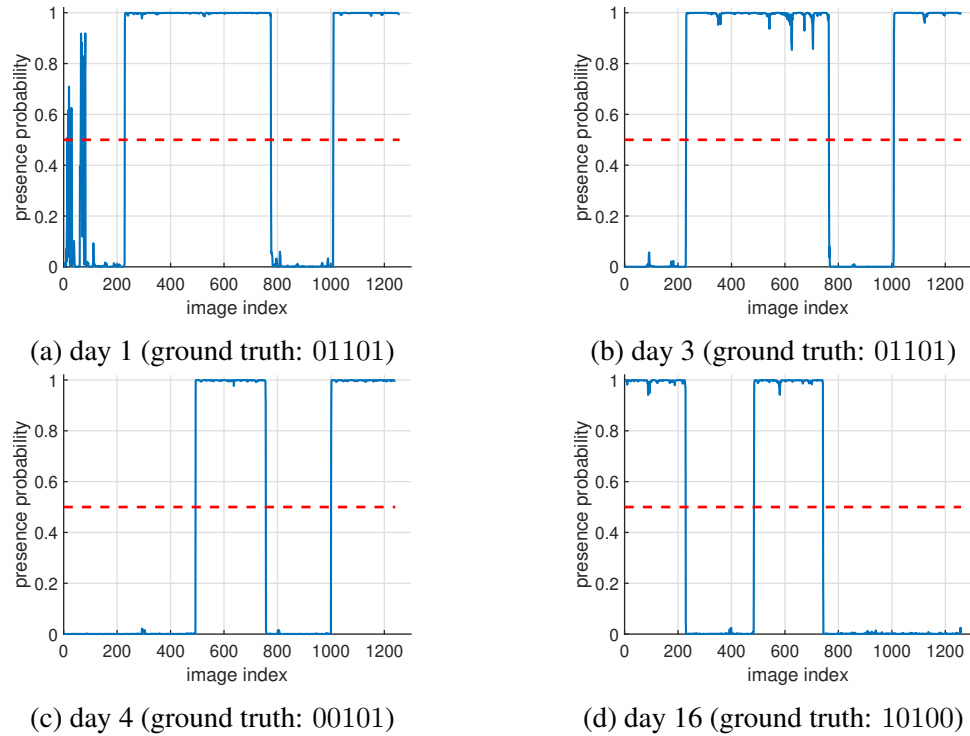 1
0.8
0.6
0.4
0.2
0
presence probability
0 200 400 600 800 1000 1200
image index
(a) day 1 (ground truth: 01101)
1
0.8
0.6
0.4
0.2
0
presence probability
0 200 400 600 800 1000 1200
image index
(b) day 3 (ground truth: 01101)
1
0.8
0.6
0.4
0.2
0
presence probability
0 200 400 600 800 1000 1200
image index
(c) day 4 (ground truth: 00101)
1
0.8
0.6
0.4
0.2
0
presence probability
0 200 400 600 800 1000 1200
image index
(d) day 16 (ground truth: 10100)